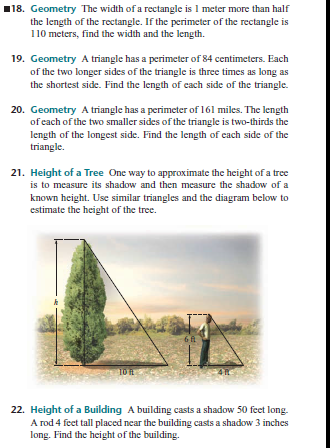 18. Geometry The width of a rectangle is 1 meter more than half
the length of the rectangle. If the perimeter of the rectangle is
110 meters, find the width and the length.
19. Geometry A triangle has a perimeter of 84 centimeters. Each
of the two longer sides of the triangle is three times as long as
the shortest side. Find the length of each side of the triangle.
20. Geometry A triangle has a perimeter of 161 miles. The length
of each of the two smaller sides of the triangle is two-thirds the
length of the longest side. Find the length of each side of the
triangle.
21. Height of a Tree One way to approximate the height of a tree
is to measure its shadow and then measure the shadow of a
known height. Use similar triangles and the diagram below to
estimate the height of the tree.
h
6 ft
10 ft
4 ft
22. Height of a Building A building casts a shadow 50 feet long.
A rod 4 feet tall placed near the building casts a shadow 3 inches
long. Find the height of the building.